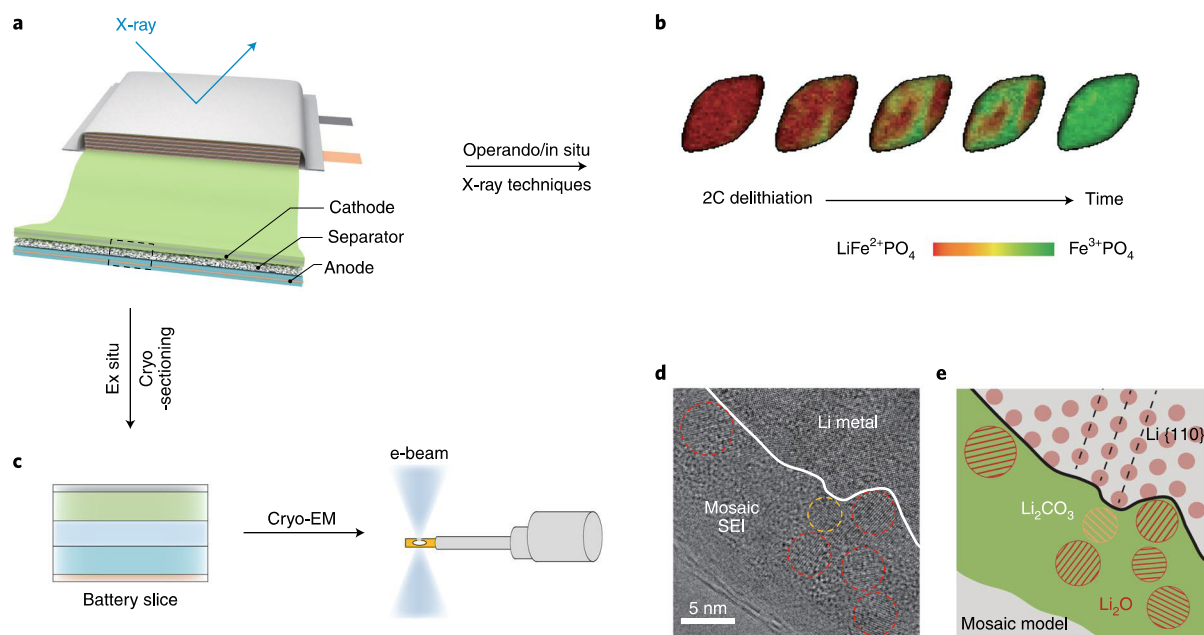 a
X-ray
Cathode
Separator
Anode
Operando/in situ
X-ray techniques
b
2C delithiation
Time
LiFe²⁺PO₄
Fe³⁺PO₄
Ex situ
Cryo
-sectioning
c
Battery slice
Cryo-EM
e-beam
d
Li metal
Mosaic
SEI
5 nm
e
Li {110}
Li₂CO₃
Li₂O
Mosaic model